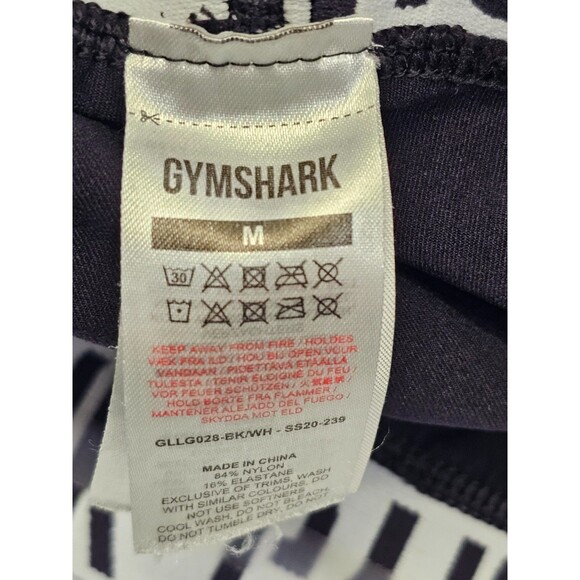 GYMSHARK
M
30
KEEP AWAY FROM FIRE / HOLDES
VÆK FRA ILD / HOU BIJ OPEN VUUR
VANDAAN / PIDETTÄVÄ ETÄÄLLÄ
TULESTA / TENIR ÉLOIGNÉ DU FEU /
VOR FEUER SCHÜTZEN /
HOLD BORTE FRA FLAMMER /
MANTENER ALEJADO DEL FUEGO /
SKYDDA MOT ELD
GLLG028-BK/WH - SS20-239
MADE IN CHINA
84% NYLON
16% ELASTANE
EXCLUSIVE OF TRIMS. WASH
WITH SIMILAR COLOURS. DO
NOT USE SOFTNERS
COOL WASH. DO NOT BLEACH.
DO NOT TUMBLE DRY. DO NOT